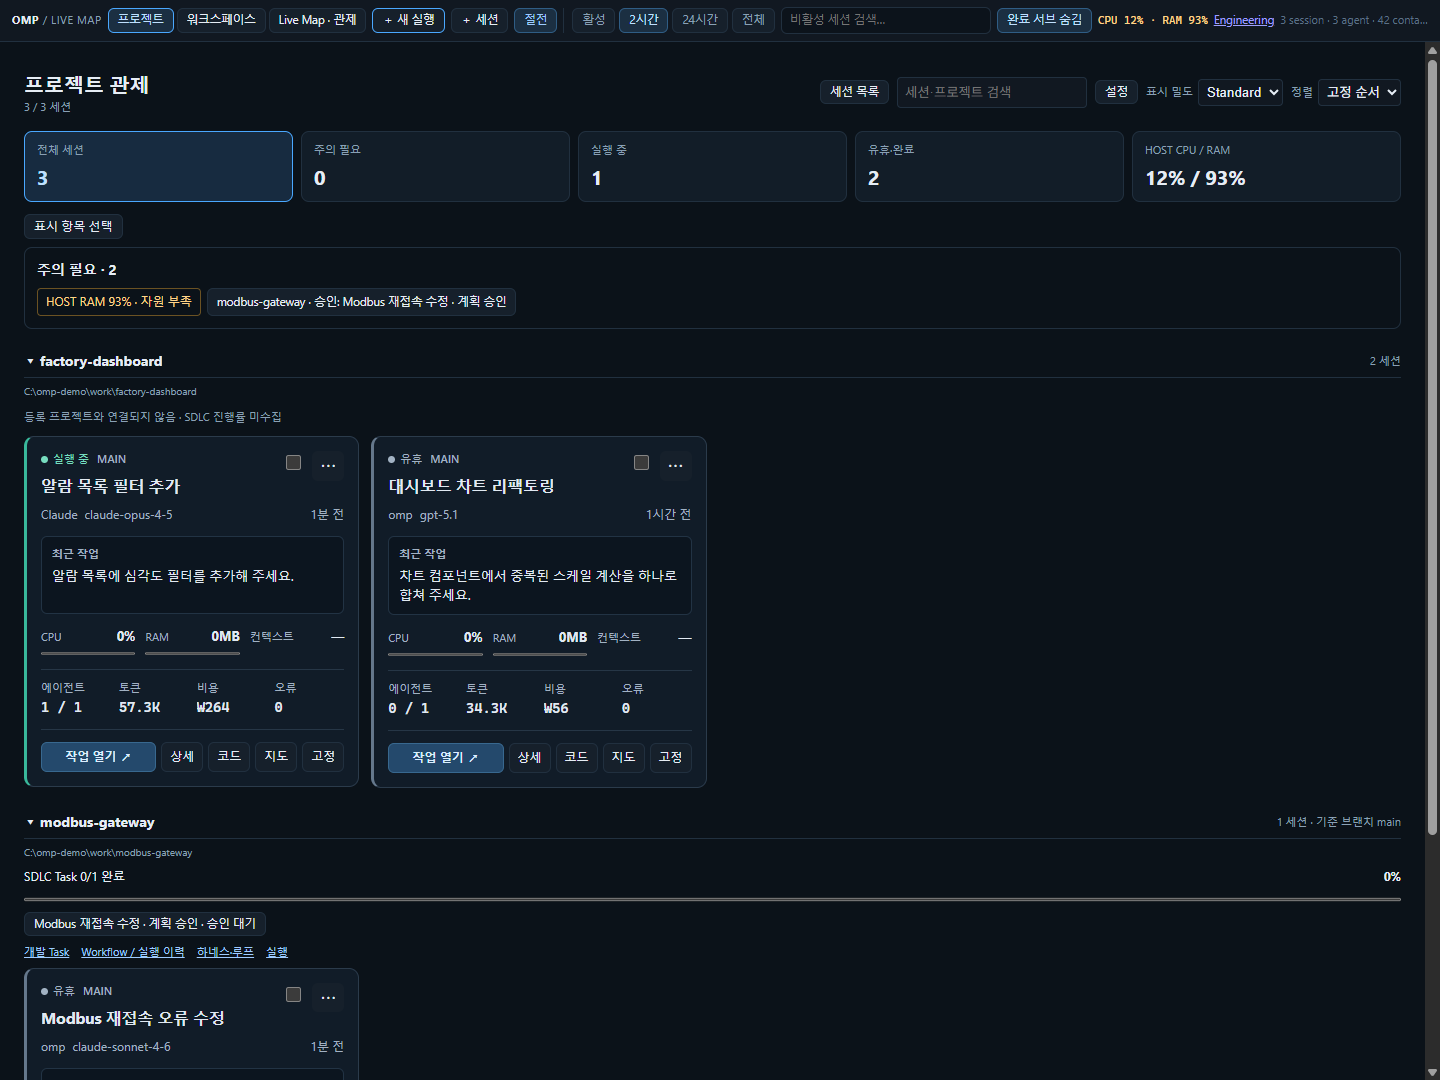 OMP / LIVE MAP 프로젝트 워크스페이스 Live Map · 관제 + 새 실행 + 세션 절전 활성 2시간 24시간 전체 비활성 세션 검색... 완료 서브 숨김 CPU 12% · RAM 93% Engineering 3 session · 3 agent · 42 conta...
프로젝트 관제
3 / 3 세션
세션 목록 세션·프로젝트 검색 설정 표시 밀도 Standard 정렬 고정 순서
전체 세션 주의 필요 실행 중 유휴·완료 HOST CPU / RAM
3 0 1 2 12% / 93%
표시 항목 선택
주의 필요 · 2
HOST RAM 93% · 자원 부족 modbus-gateway · 승인: Modbus 재접속 수정 · 계획 승인
factory-dashboard 2 세션
C:\omp-demo\work\factory-dashboard
등록 프로젝트와 연결되지 않음 · SDLC 진행률 미수집
실행 중 MAIN ...
알람 목록 필터 추가
Claude claude-opus-4-5 1분 전
최근 작업
알람 목록에 심각도 필터를 추가해 주세요.
CPU 0% RAM 0MB 컨텍스트 —
에이전트 토큰 비용 오류
1 / 1 57.3K ₩264 0
작업 열기 ↗ 상세 코드 지도 고정
유휴 MAIN ...
대시보드 차트 리팩토링
omp gpt-5.1 1시간 전
최근 작업
차트 컴포넌트에서 중복된 스케일 계산을 하나로
합쳐 주세요.
CPU 0% RAM 0MB 컨텍스트 —
에이전트 토큰 비용 오류
0 / 1 34.3K ₩56 0
작업 열기 ↗ 상세 코드 지도 고정
modbus-gateway 1 세션 · 기준 브랜치 main
C:\omp-demo\work\modbus-gateway
SDLC Task 0/1 완료 0%
Modbus 재접속 수정 · 계획 승인 · 승인 대기
개발 Task Workflow / 실행 이력 하네스·루프 실행
유휴 MAIN ...
Modbus 재접속 오류 수정
omp claude-sonnet-4-6 1분 전